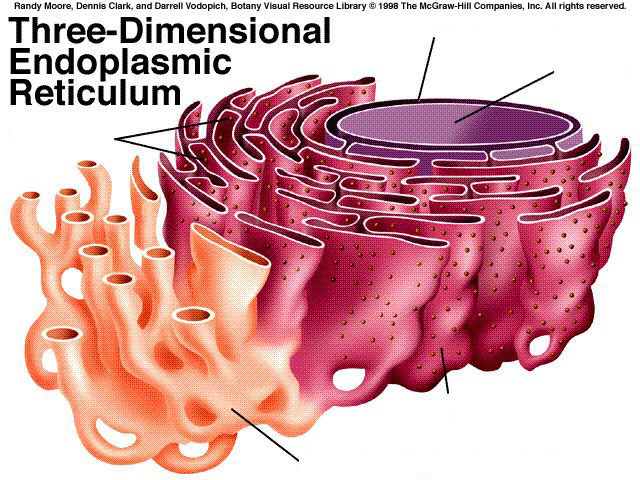 Randy Moore, Dennis Clark, and Darrell Vodopich, Botany Visual Resource Library © 1998 The McGraw-Hill Companies, Inc. All rights reserved.
Three-Dimensional
Endoplasmic
Reticulum